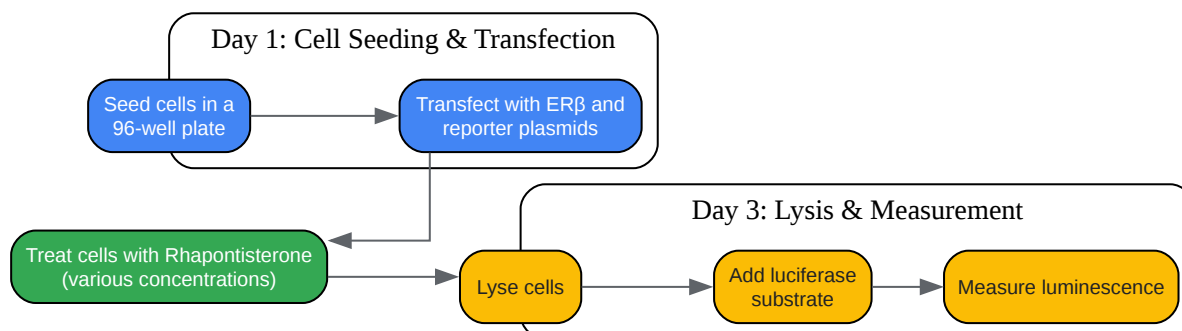 Day 1: Cell Seeding & Transfection
Seed cells in a
96-well plate
Transfect with ERβ and
reporter plasmids
Treat cells with Rhapontisterone
(various concentrations)
Day 3: Lysis & Measurement
Lyse cells
Add luciferase
substrate
Measure luminescence